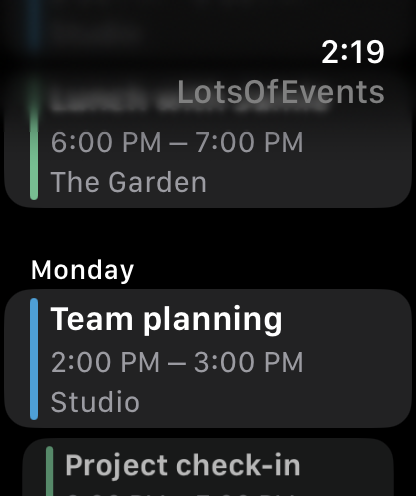 2:19
LotsOfEvents
6:00 PM – 7:00 PM
The Garden
Monday
Team planning
2:00 PM – 3:00 PM
Studio
Project check-in